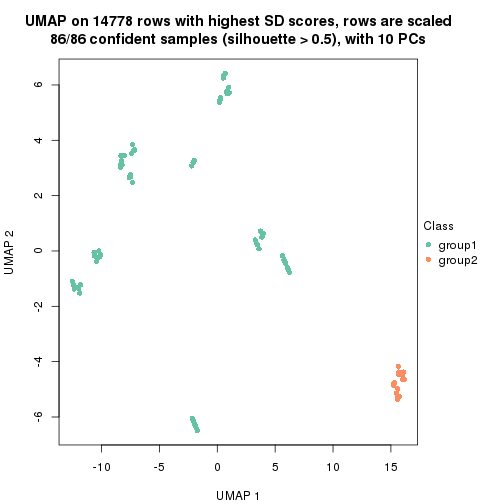 UMAP on 14778 rows with highest SD scores, rows are scaled
86/86 confident samples (silhouette > 0.5), with 10 PCs
6
4
2
0
-2
-4
-6
UMAP 2
Class
group1
group2
-10
-5
0
5
10
15
UMAP 1